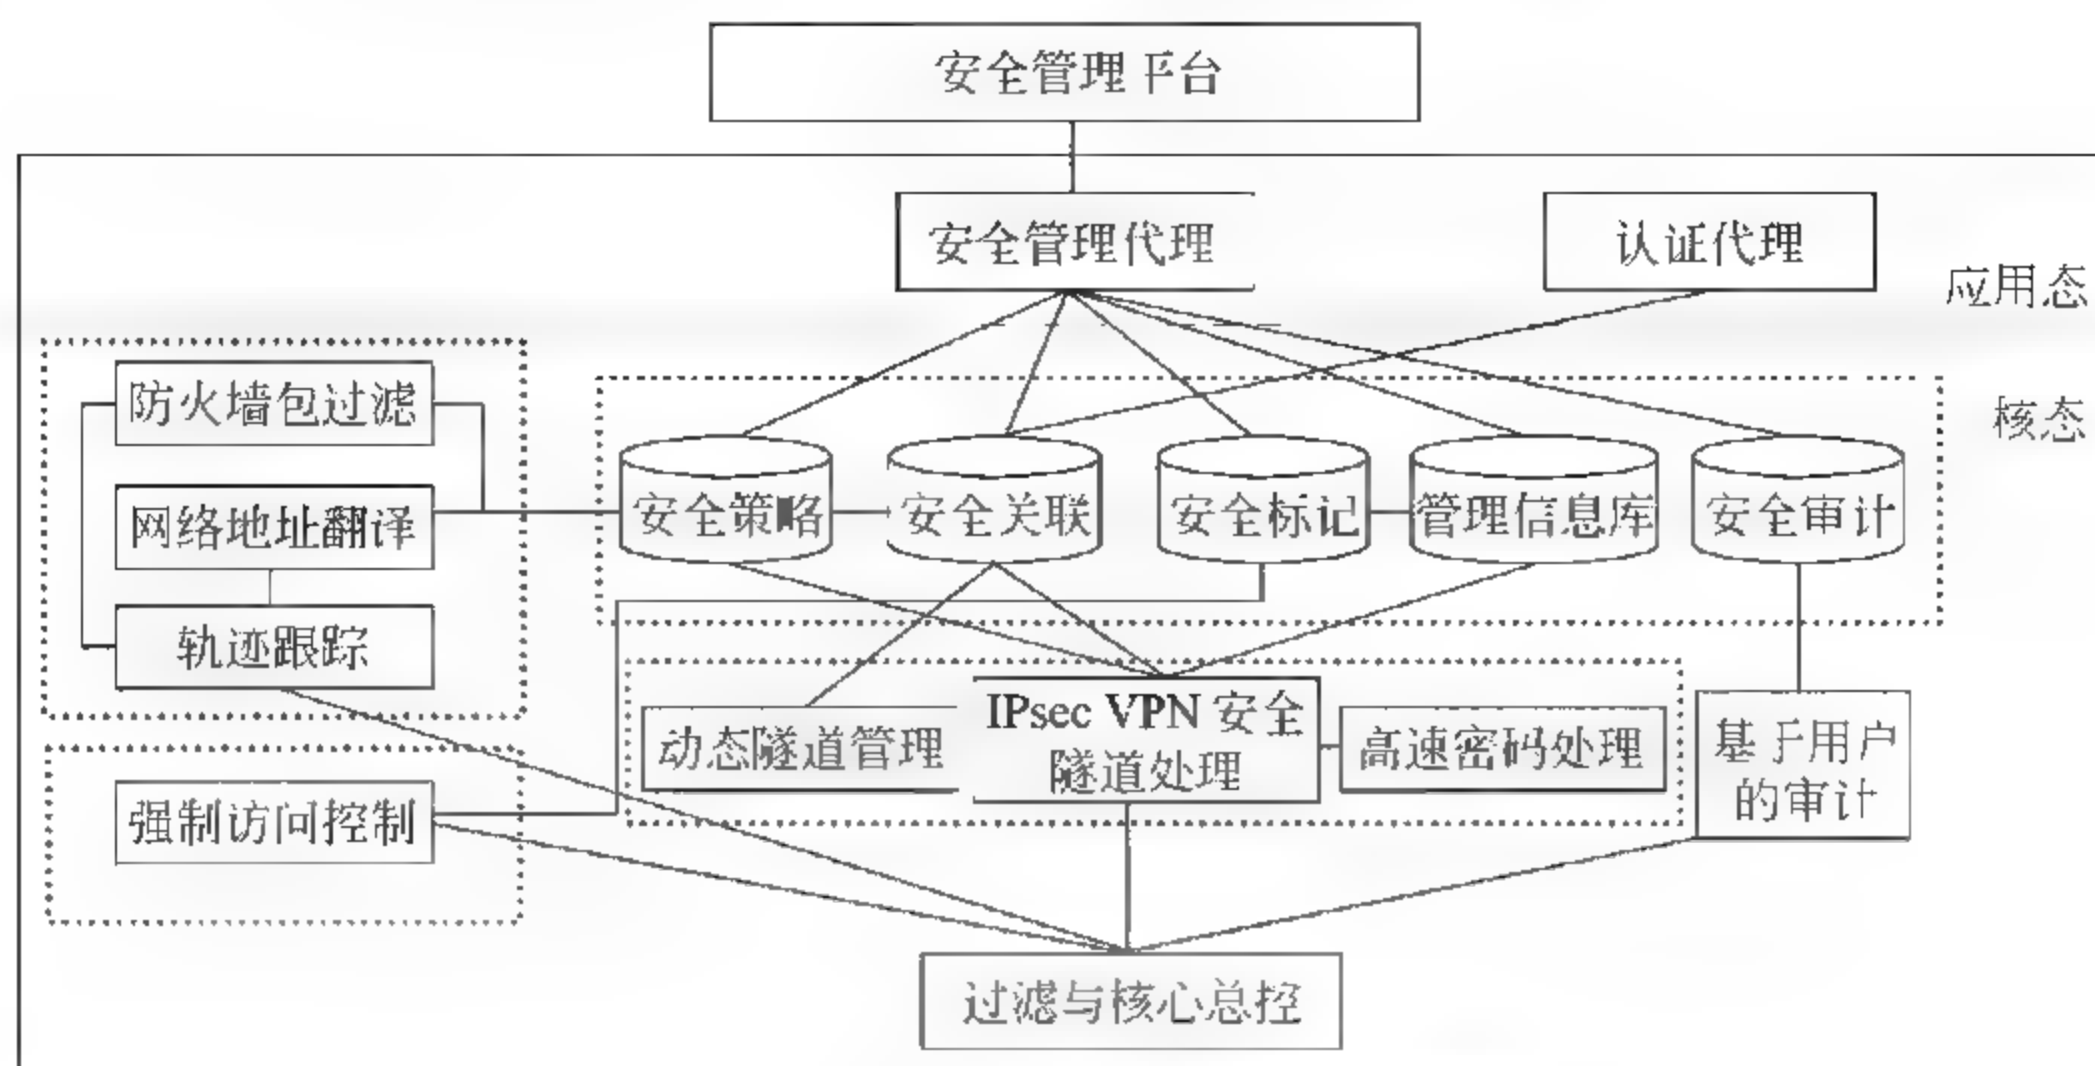 安全管理平台
安全管理代理
认证代理
应用态
防火墙包过滤
核态
网络地址翻译
安全策略
安全关联
安全标记
管理信息库
安全审计
轨迹跟踪
动态隧道管理
IPsec VPN 安全
隧道处理
高速密码处理
基于用户
的审计
强制访问控制
过滤与核心总控